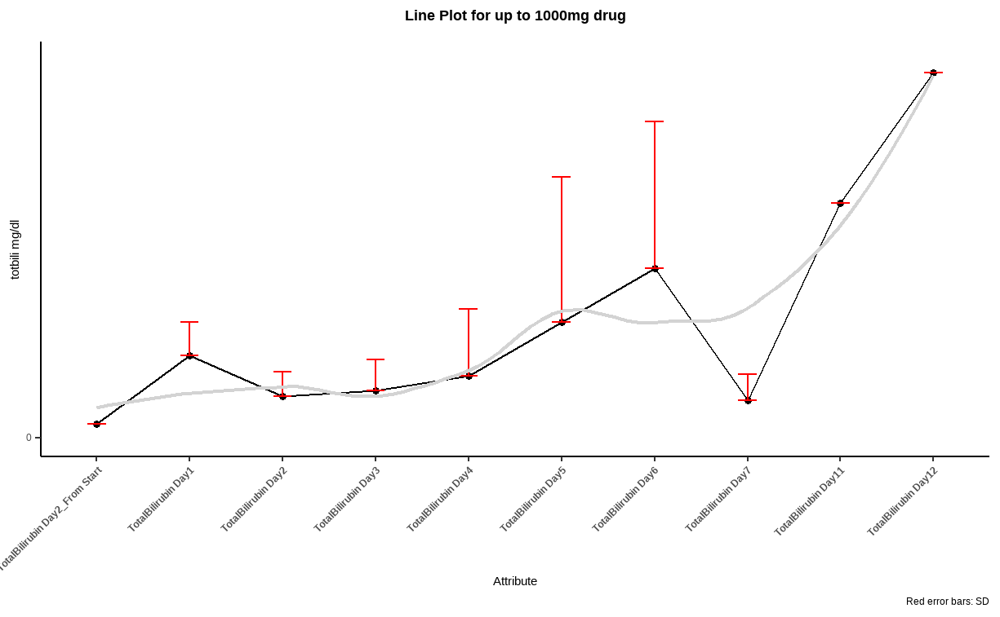 Line Plot for up to 1000mg drug
totbili mg/dl
0
TotalBilirubin Day2_From Start
TotalBilirubin Day1
TotalBilirubin Day2
TotalBilirubin Day3
TotalBilirubin Day4
TotalBilirubin Day5
TotalBilirubin Day6
TotalBilirubin Day7
TotalBilirubin Day11
TotalBilirubin Day12
Attribute
Red error bars: SD